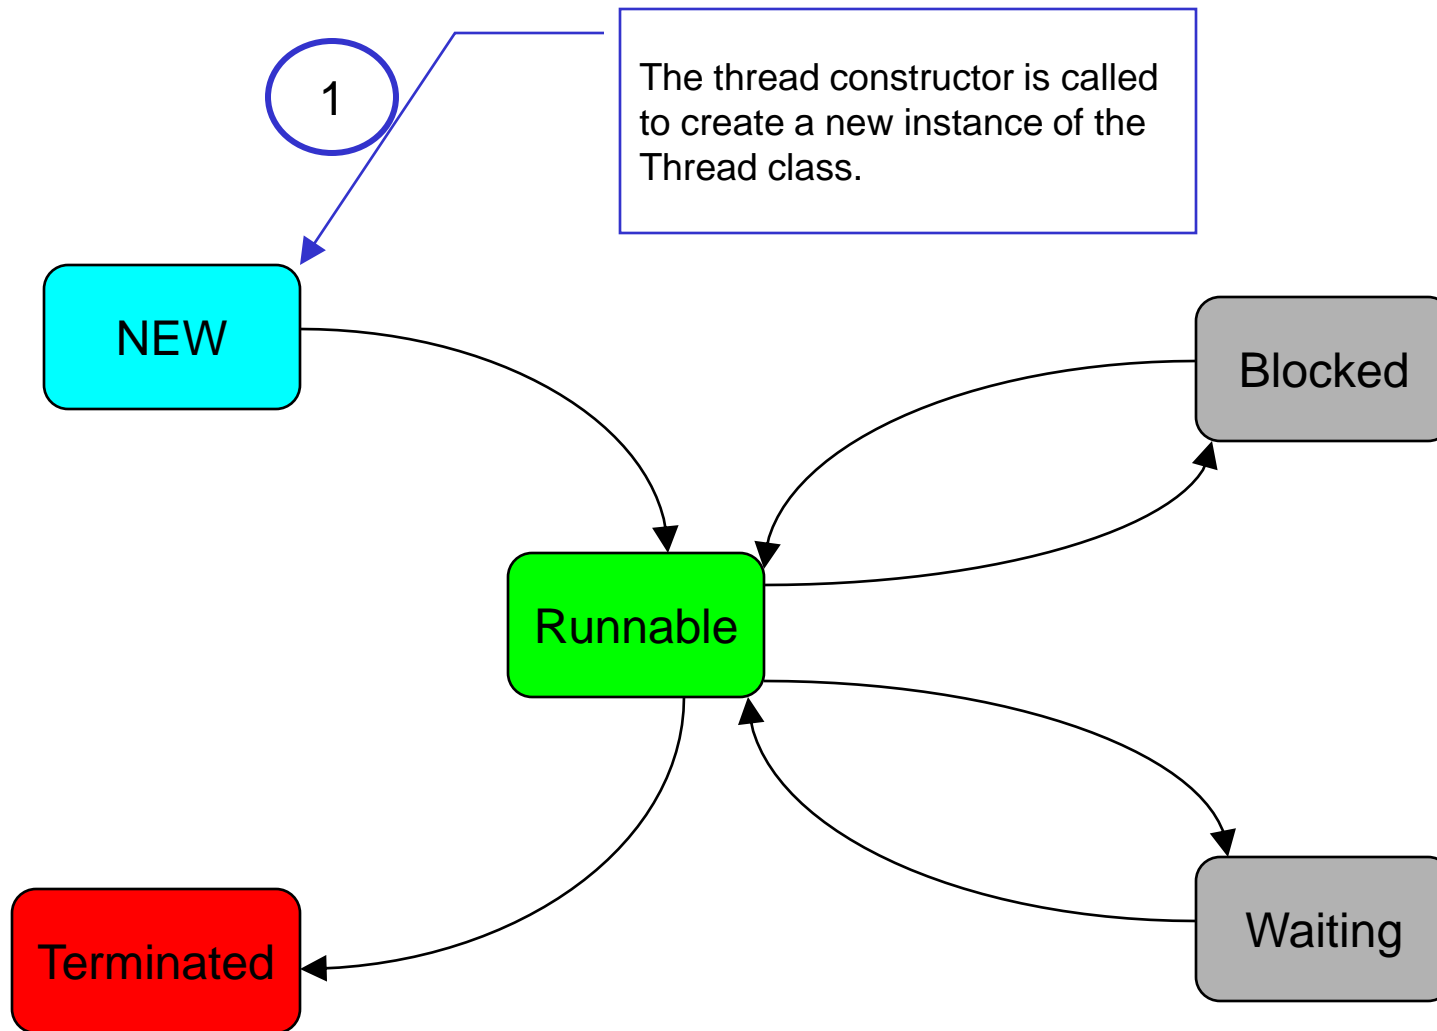 1
The thread constructor is called
to create a new instance of the
Thread class.
NEW
Blocked
Runnable
Terminated
Waiting